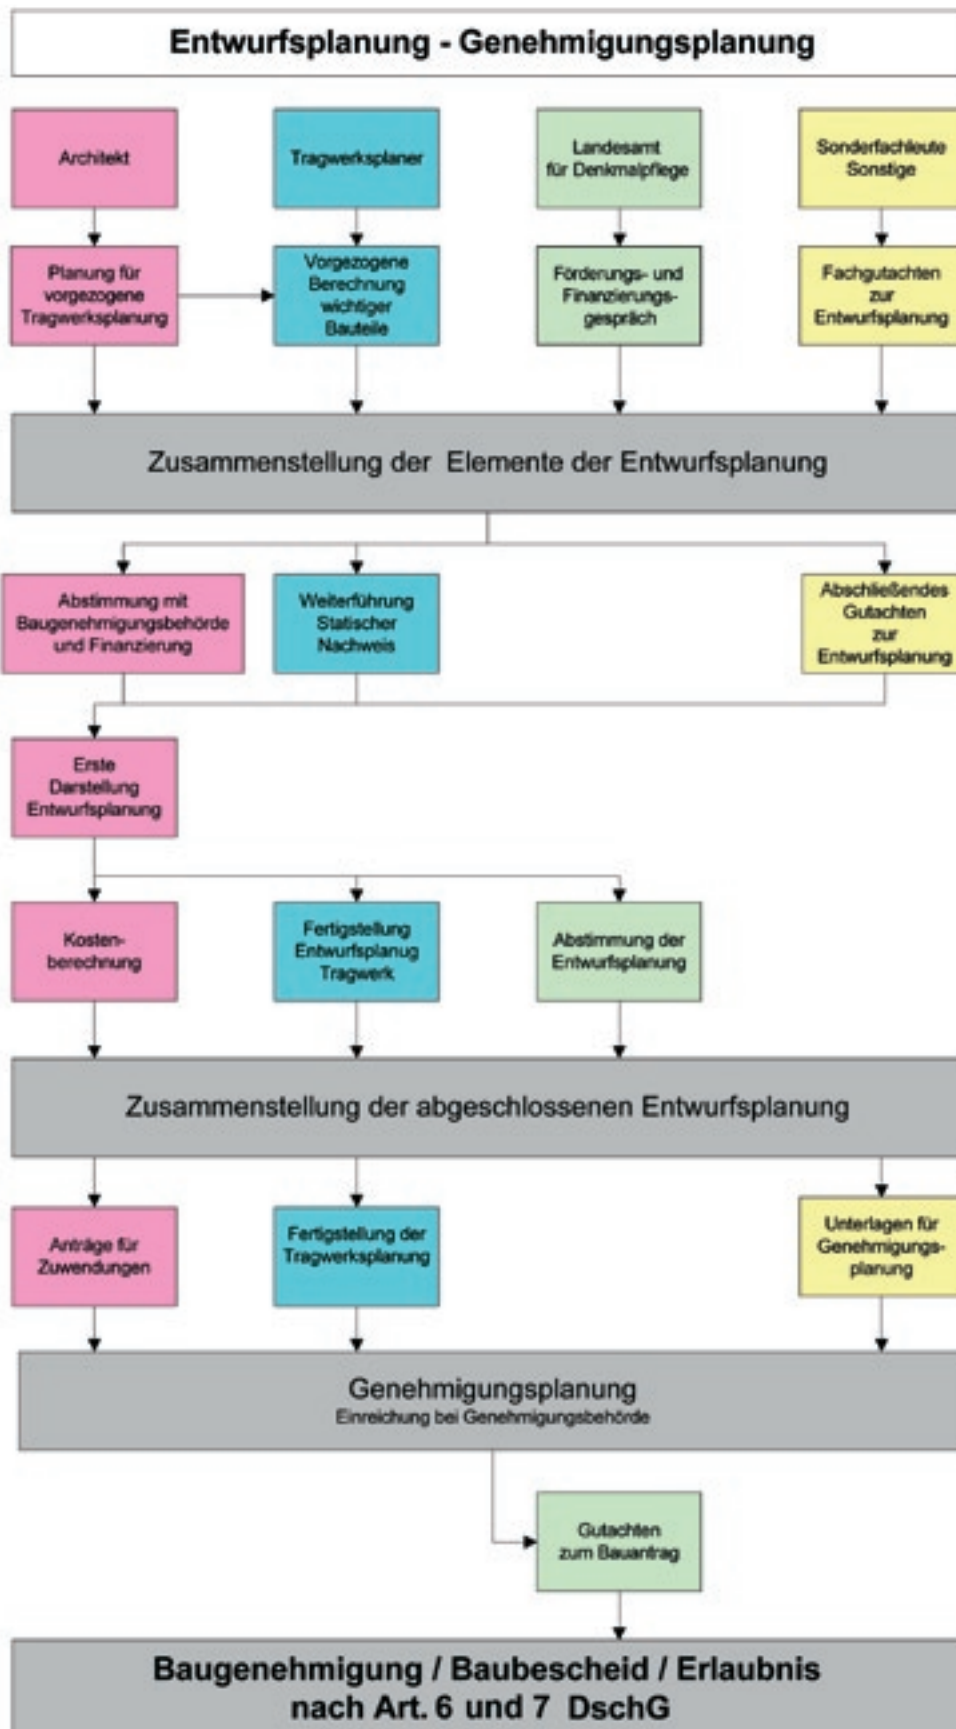 Entwurfsplanung - Genehmigungsplanung
Architekt
Tragwerksplaner
Landesamt
für Denkmalpflege
Sonderfachleute
Sonstige
Planung für
vorgezogene
Tragwerksplanung
Vorgezogene
Berechnung
wichtiger
Bauteile
Förderungs- und
Finanzierungs-
gespräch
Fachgutachten
zur
Entwurfsplanung
Zusammenstellung der Elemente der Entwurfsplanung
Abstimmung mit
Baugenehmigungsbehörde
und Finanzierung
Weiterführung
Statischer
Nachweis
Abschließendes
Gutachten
zur
Entwurfsplanung
Erste
Darstellung
Entwurfsplanung
Kosten-
berechnung
Fertigstellung
Entwurfsplanug
Tragwerk
Abstimmung der
Entwurfsplanung
Zusammenstellung der abgeschlossenen Entwurfsplanung
Anträge für
Zuwendungen
Fertigstellung der
Tragwerksplanung
Unterlagen für
Genehmigungs-
planung
Genehmigungsplanung
Einreichung bei Genehmigungsbehörde
Gutachten
zum Bauantrag
Baugenehmigung / Baubescheid / Erlaubnis
nach Art. 6 und 7 DschG